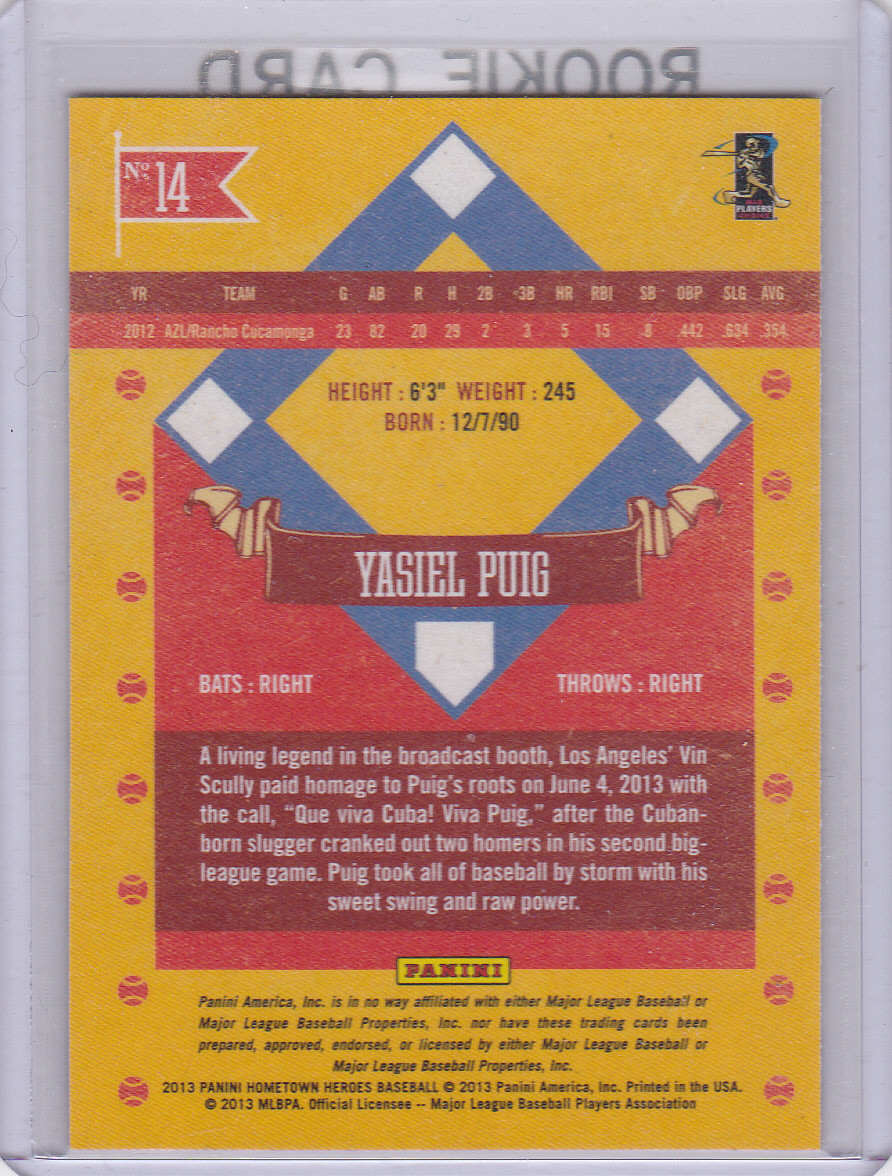 ROOKIE CARD
No. 14
PLAYERS
CHOICE
YR TEAM G AB R H 2B 3B HR RBI SB OBP SLG AVG
2012 AZL/Rancho Cucamonga 23 82 20 29 2 3 5 15 8 .442 .634 .354
HEIGHT : 6'3" WEIGHT : 245
BORN : 12/7/90
YASIEL PUIG
BATS : RIGHT THROWS : RIGHT
A living legend in the broadcast booth, Los Angeles’ Vin
Scully paid homage to Puig’s roots on June 4, 2013 with
the call, “Que viva Cuba! Viva Puig,” after the Cuban-
born slugger cranked out two homers in his second big-
league game. Puig took all of baseball by storm with his
sweet swing and raw power.
PANINI
Panini America, Inc. is in no way affiliated with either Major League Baseball or
Major League Baseball Properties, Inc. nor have these trading cards been
prepared, approved, endorsed, or licensed by either Major League Baseball or
Major League Baseball Properties, Inc.
2013 PANINI HOMETOWN HEROES BASEBALL © 2013 Panini America, Inc. Printed in the USA.
© 2013 MLBPA. Official Licensee -- Major League Baseball Players Association